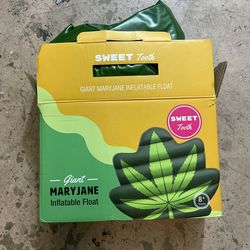 SWEET Tooth
GIANT MARYJANE INFLATABLE FLOAT
SWEET
Tooth
Giant
MARYJANE
Inflatable Float
8+